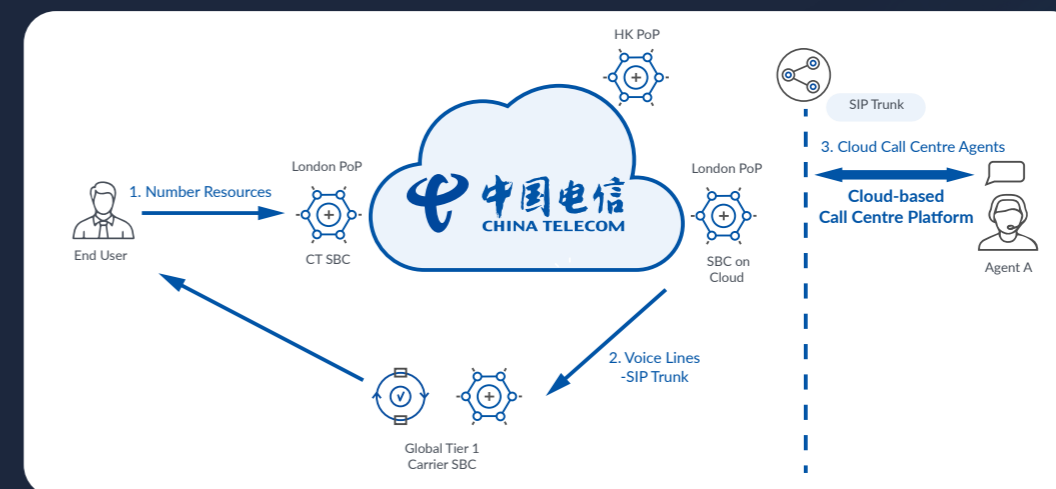 HK PoP
SIP Trunk
3. Cloud Call Centre Agents
London PoP
London PoP
1. Number Resources
中国电信
CHINA TELECOM
Cloud-based
Call Centre Platform
End User
CT SBC
SBC on
Cloud
Agent A
2. Voice Lines
-SIP Trunk
Global Tier 1
Carrier SBC